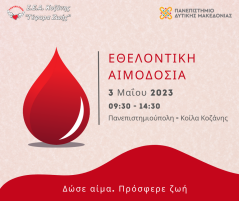 Σ.Ε.Α. Κοζάνης
"Γέφυρα Ζωής"
ΠΑΝΕΠΙΣΤΗΜΙΟ
ΔΥΤΙΚΗΣ ΜΑΚΕΔΟΝΙΑΣ
ΕΘΕΛΟΝΤΙΚΗ
ΑΙΜΟΔΟΣΙΑ
3 Μαΐου 2023
09:30 - 14:30
Πανεπιστημιούπολη - Κοίλα Κοζάνης
Δώσε αίμα. Πρόσφερε ζωή